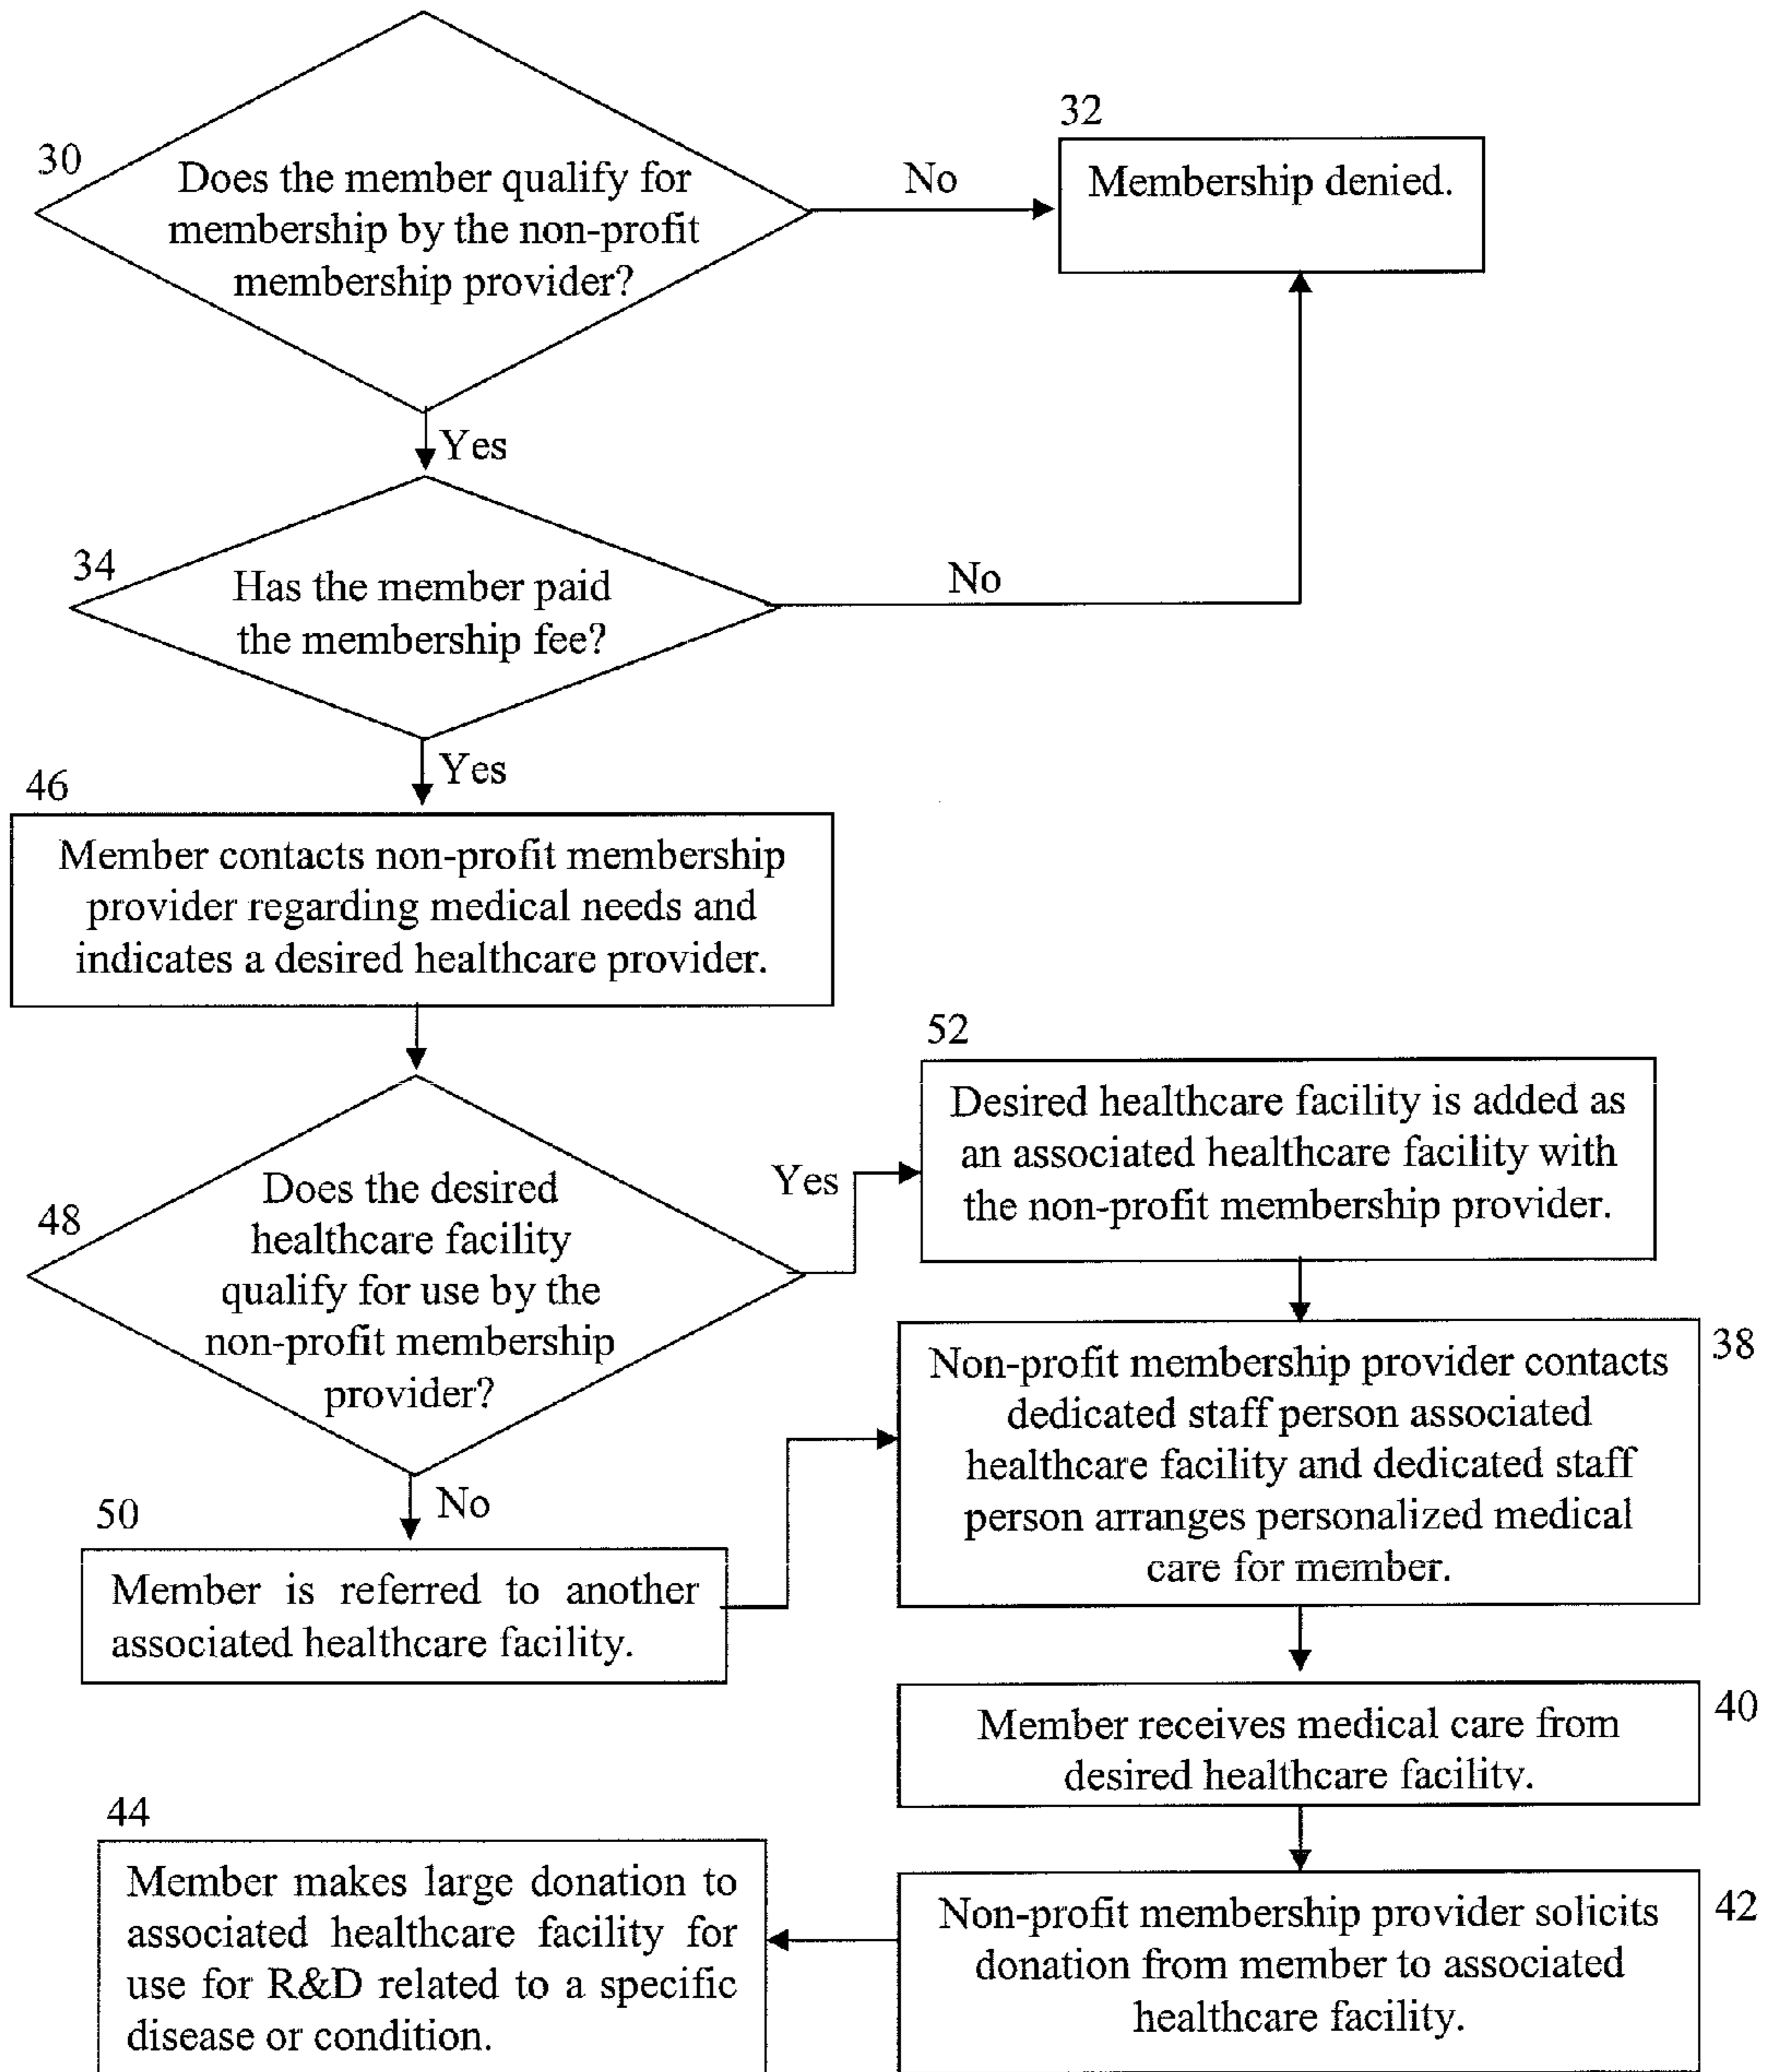 30
Does the member qualify for
membership by the non-profit
membership provider?
No
32
Membership denied.
Yes
34
Has the member paid
the membership fee?
No
Yes
46
Member contacts non-profit membership
provider regarding medical needs and
indicates a desired healthcare provider.
48
Does the desired
healthcare facility
qualify for use by the
non-profit membership
provider?
Yes
52
Desired healthcare facility is added as
an associated healthcare facility with
the non-profit membership provider.
No
50
Member is referred to another
associated healthcare facility.
38
Non-profit membership provider contacts
dedicated staff person associated
healthcare facility and dedicated staff
person arranges personalized medical
care for member.
40
Member receives medical care from
desired healthcare facility.
42
Non-profit membership provider solicits
donation from member to associated
healthcare facility.
44
Member makes large donation to
associated healthcare facility for
use for R&D related to a specific
disease or condition.